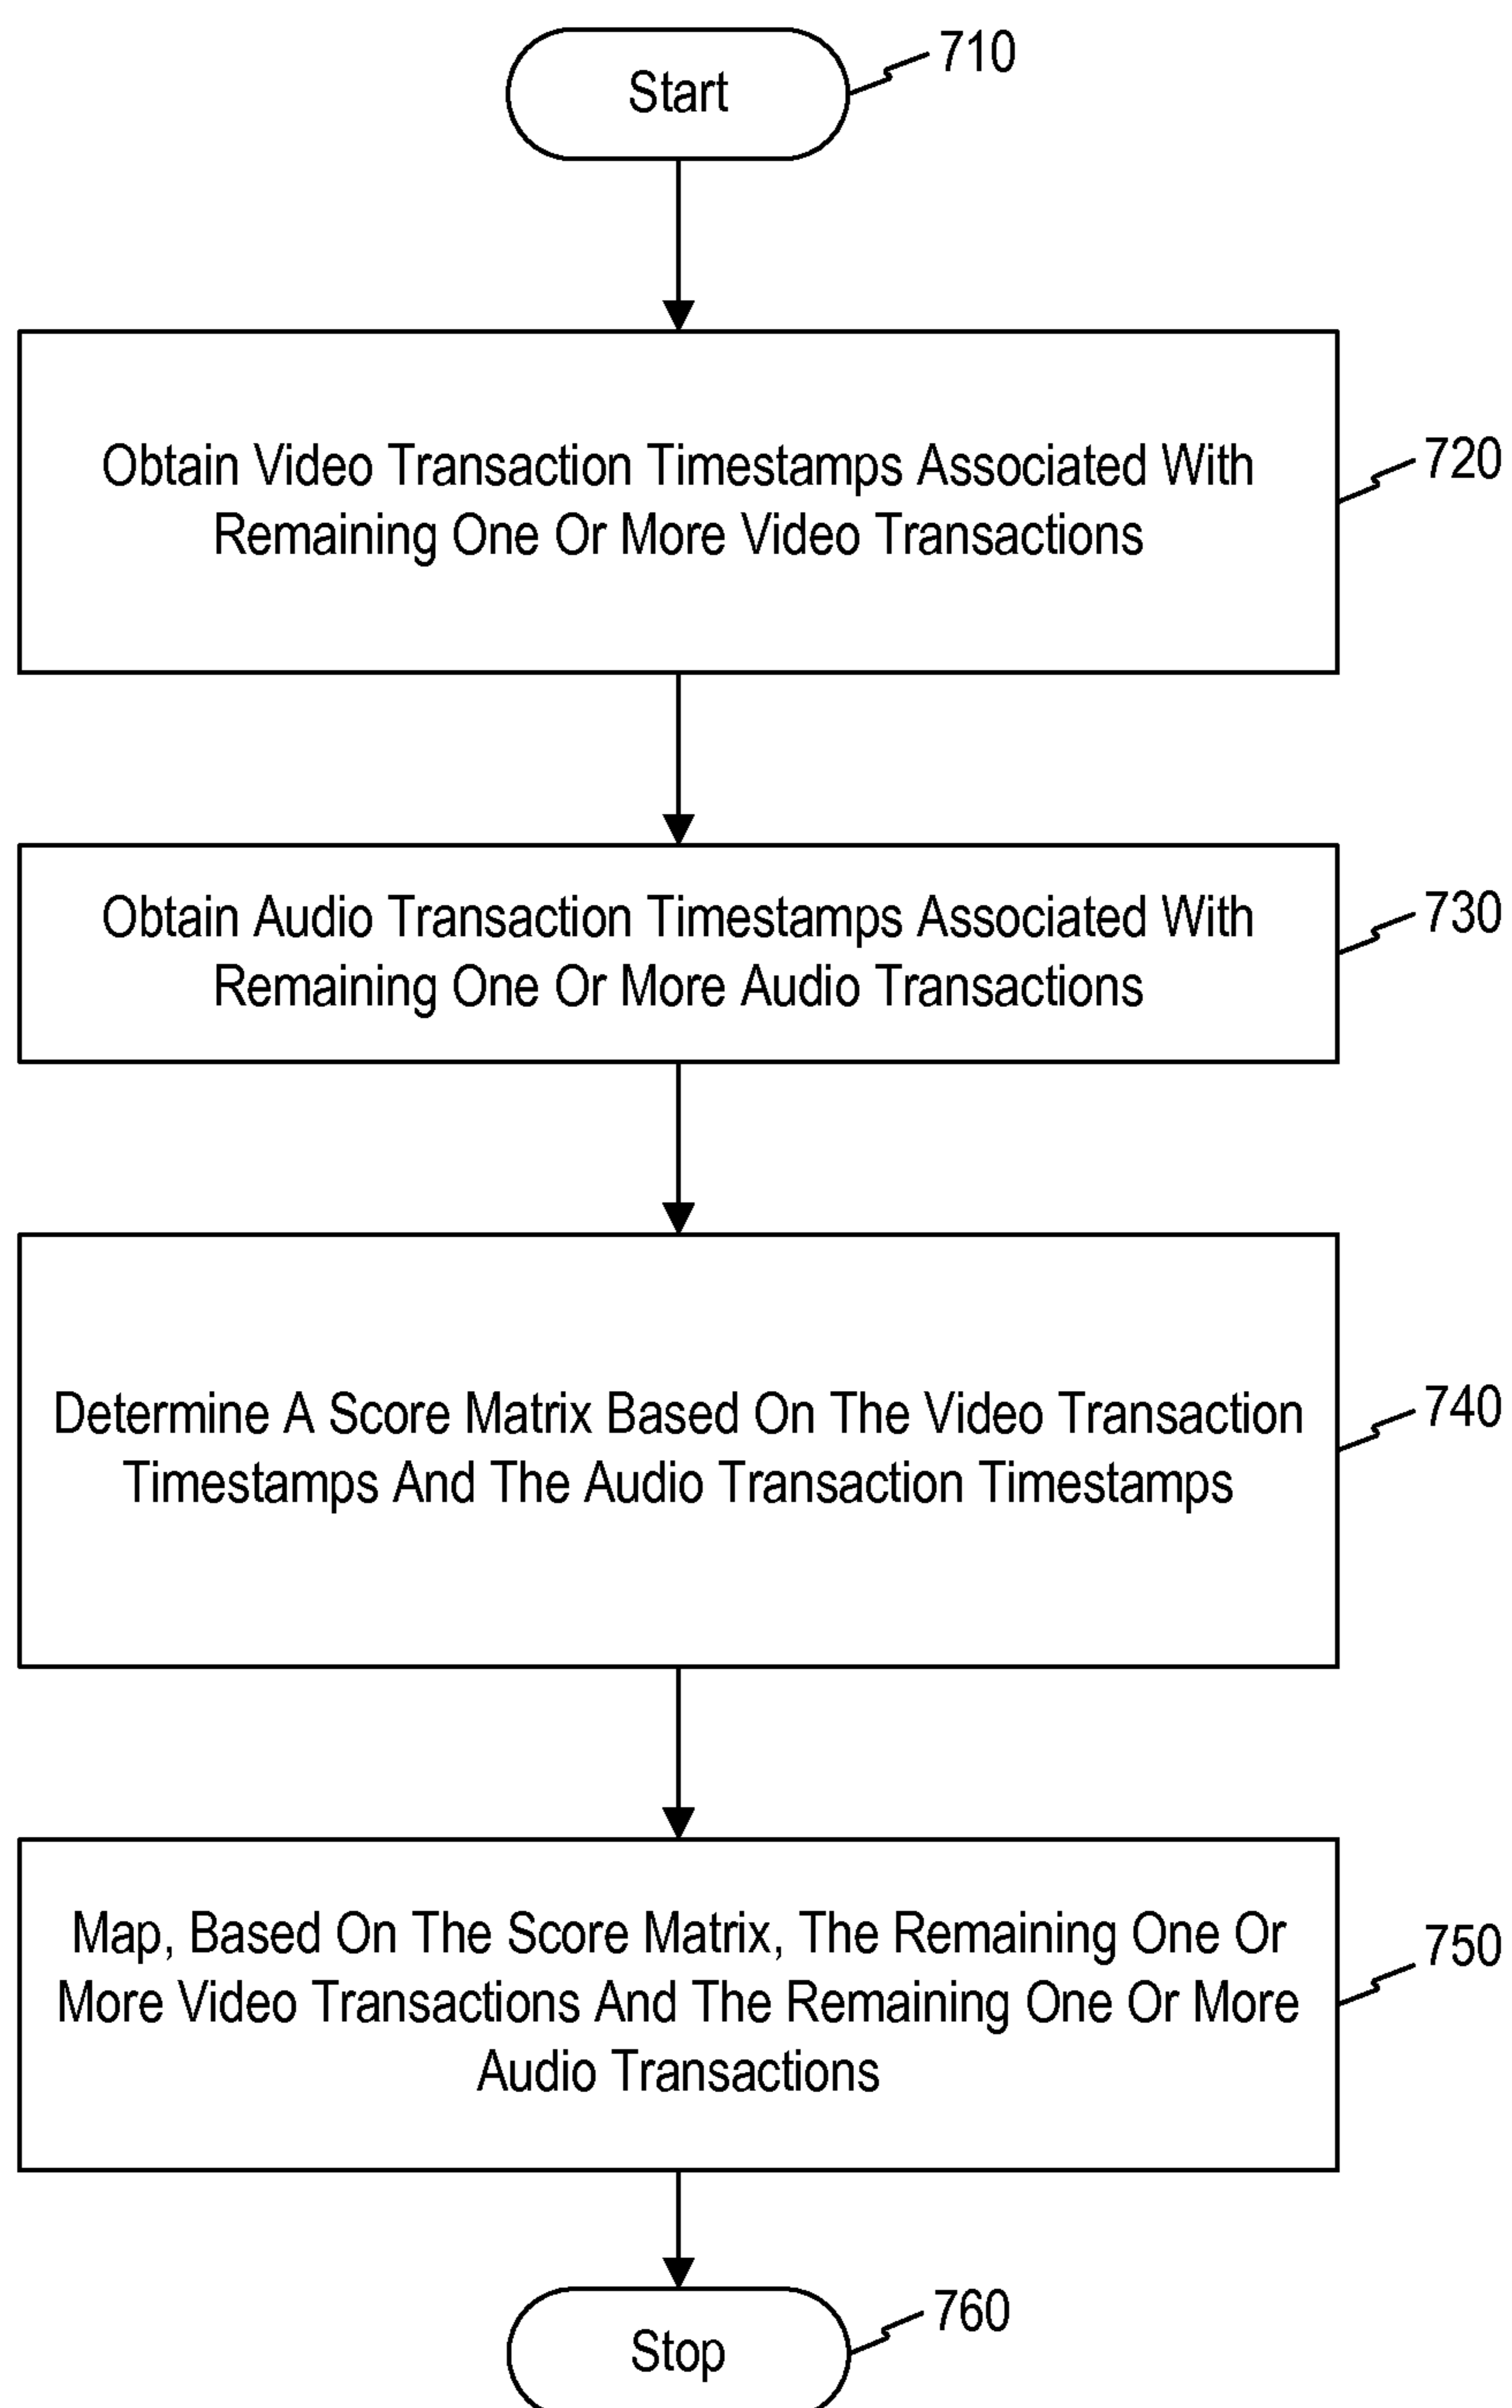 Start
710
Obtain Video Transaction Timestamps Associated With
Remaining One Or More Video Transactions
720
Obtain Audio Transaction Timestamps Associated With
Remaining One Or More Audio Transactions
730
Determine A Score Matrix Based On The Video Transaction
Timestamps And The Audio Transaction Timestamps
740
Map, Based On The Score Matrix, The Remaining One Or
More Video Transactions And The Remaining One Or More
Audio Transactions
750
Stop
760